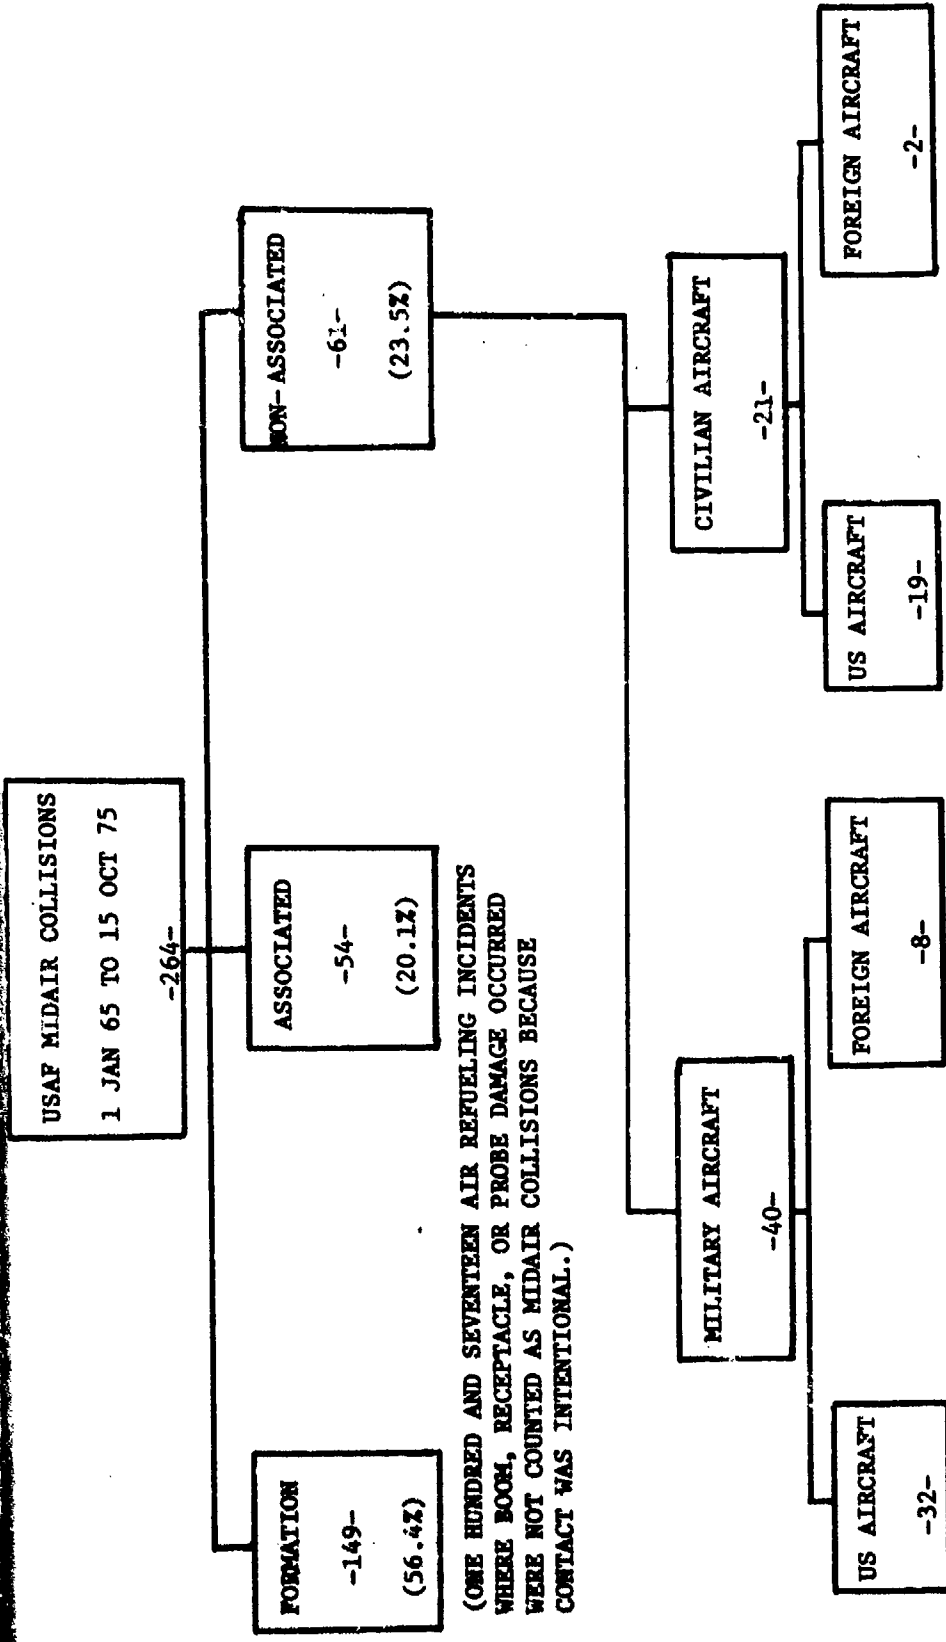 USAF MIDAIR COLLISIONS
1 JAN 65 TO 15 OCT 75
-264-
FORMATION
-149-
(56.4%)
ASSOCIATED
-54-
(20.1%)
NON-ASSOCIATED
-61-
(23.5%)
(ONE HUNDRED AND SEVENTEEN AIR REFUELING INCIDENTS
WHERE BOOM, RECEPTACLE, OR PROBE DAMAGE OCCURRED
WERE NOT COUNTED AS MIDAIR COLLISIONS BECAUSE
CONTACT WAS INTENTIONAL.)
MILITARY AIRCRAFT
-40-
CIVILIAN AIRCRAFT
-21-
US AIRCRAFT
-32-
FOREIGN AIRCRAFT
-8-
US AIRCRAFT
-19-
FOREIGN AIRCRAFT
-2-